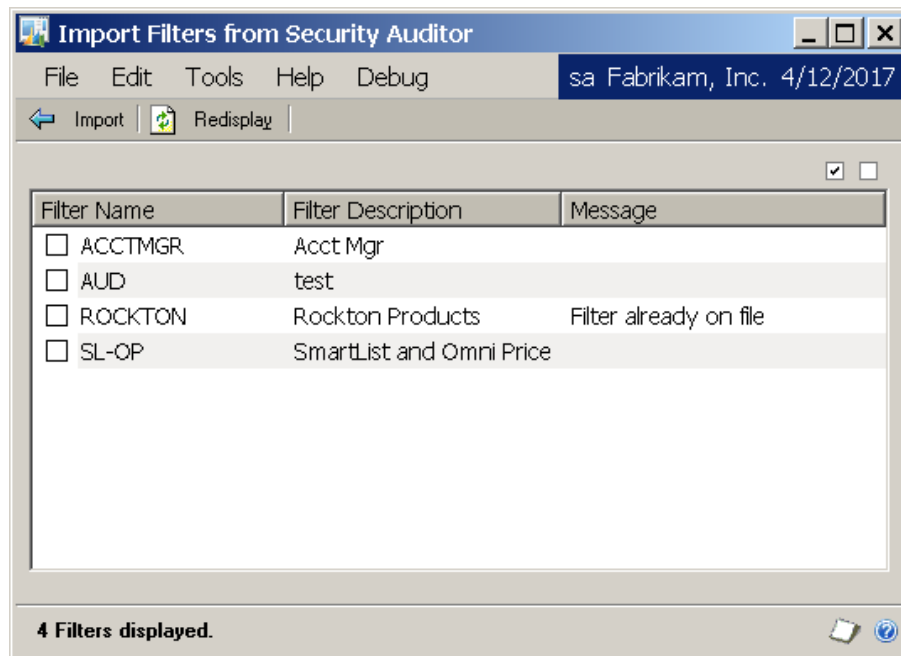 Import Filters from Security Auditor
File Edit Tools Help Debug sa Fabrikam, Inc. 4/12/2017
Import Redisplay
Filter Name Filter Description Message
ACCTMGR Acct Mgr
AUD test
ROCKTON Rockton Products Filter already on file
SL-OP SmartList and Omni Price
4 Filters displayed.